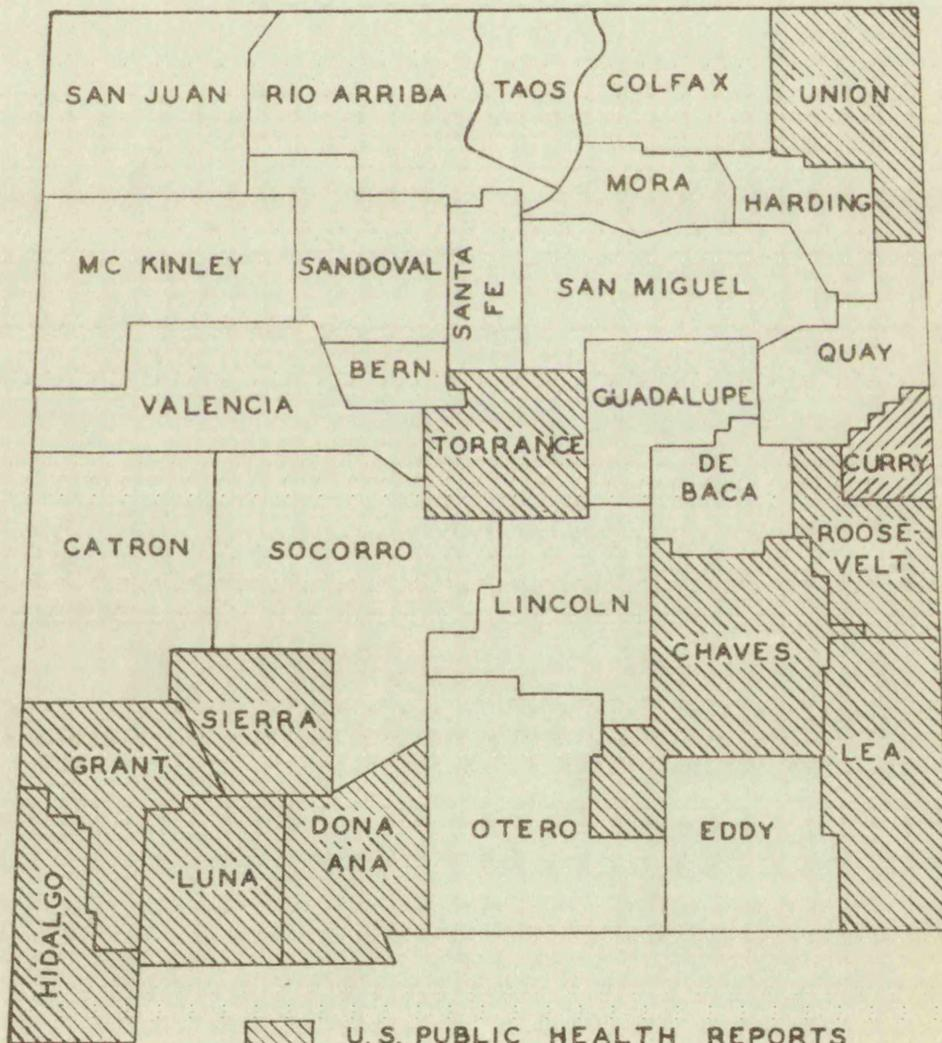 SAN JUAN
RIO ARRIBA
TAOS
COLFAX
UNION
MORA
HARDING
MC KINLEY
SANDOVAL
SANTA
FE
SAN MIGUEL
QUAY
BERN.
GUADALUPE
VALENCIA
TORRANCE
DE
BACA
CURRY
CATRON
SOCORRO
ROOSE-
VELT
LINCOLN
CHAVES
SIERRA
GRANT
LEA
DONA
ANA
OTERO
EDDY
LUNA
HIDALGO
U.S. PUBLIC HEALTH REPORTS